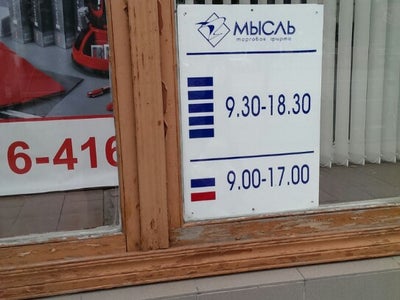 МЫСЛЬ
торговая фирма
9.30-18.30
9.00-17.00
6-416